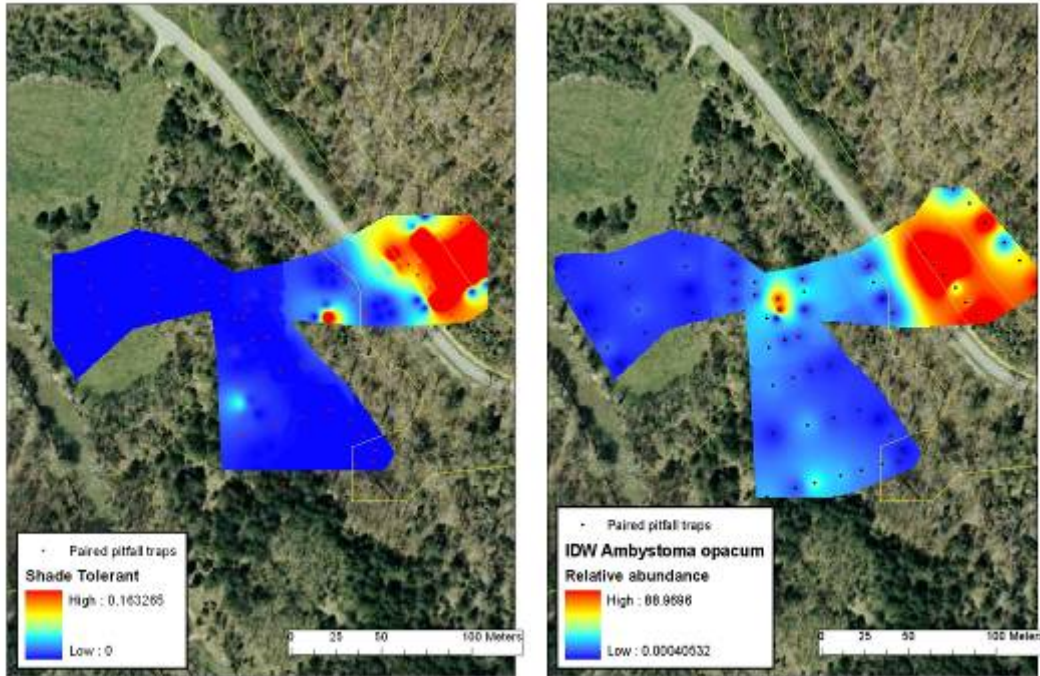 Paired pitfall traps
Shade Tolerant
High : 0.163265
Low : 0
0 25 50 100 Meters
Paired pitfall traps
IDW Ambystoma opacum
Relative abundance
High : 88.9696
Low : 0.00040532
0 25 50 100 Meters